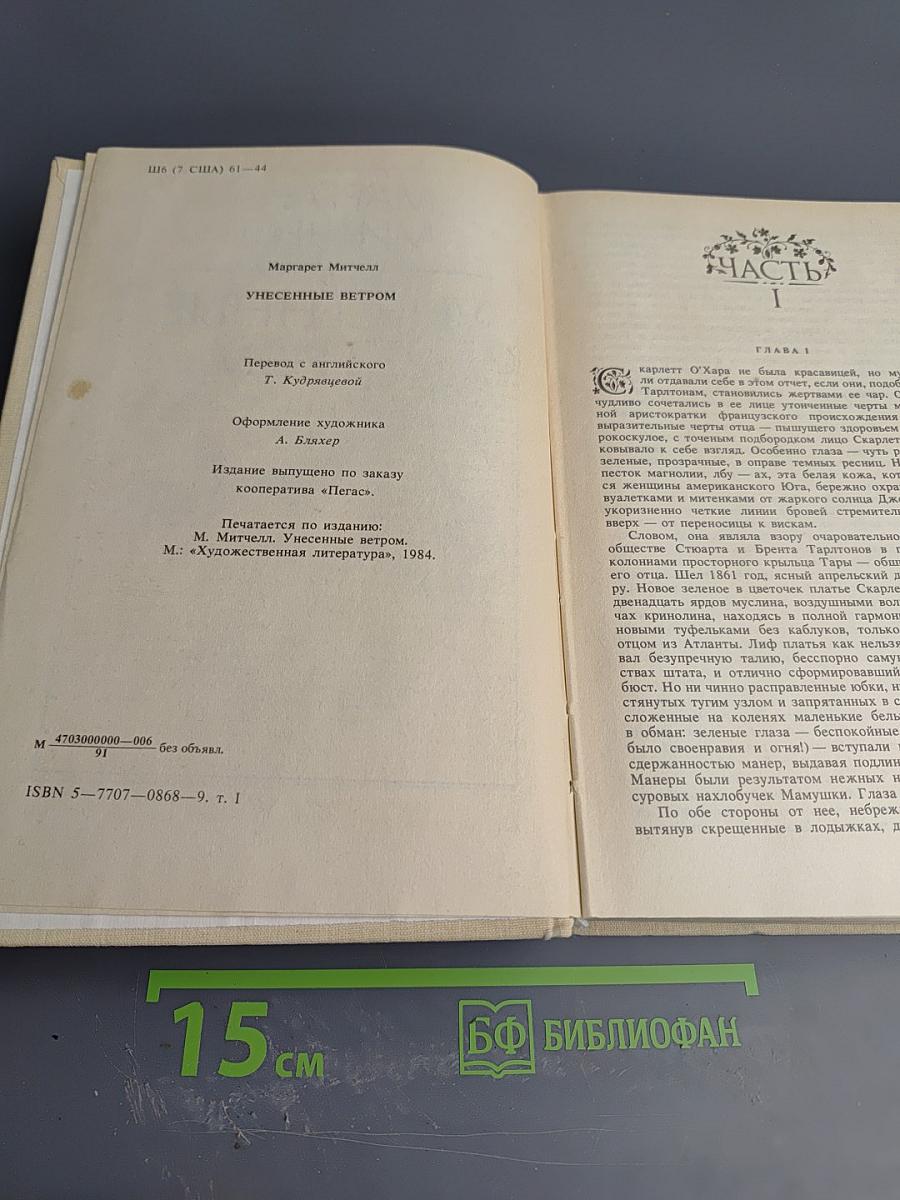 Ш6 (7 США) 61—44
Маргарет Митчелл
УНЕСЕННЫЕ ВЕТРОМ
Перевод с английского
Т. Кудрявцевой
Оформление художника
А. Бляхер
Издание выпущено по заказу
кооператива «Пегас».
Печатается по изданию:
М. Митчелл. Унесенные ветром.
М.: «Художественная литература», 1984.
М 4703000000—006
91
без объявл.
ISBN 5—7707—0868—9. т. I
ЧАСТЬ
I
ГЛАВА 1
Скарлетт О'Хара не была красавицей, но му
ли отдавали себе в этом отчет, если они, подоб
Тарлтонам, становились жертвами ее чар. О
чудливо сочетались в ее лице утонченные черты м
ной аристократки французского происхождения
выразительные черты отца — пышущего здоровьем
рокоскулое, с точеным подбородком лицо Скарлет
ковывало к себе взгляд. Особенно глаза — чуть р
зеленые, прозрачные, в оправе темных ресниц. Н
песток магнолии, лбу — ах, эта белая кожа, кот
ся женщины американского Юга, бережно охра
вуалетками и митенками от жаркого солнца Дж
укоризненно четкие линии бровей стремитель
вверх — от переносицы к вискам.
Словом, она являла взору очаровательно
обществе Стюарта и Брента Тарлтонов в п
колоннами просторного крыльца Тары — обш
его отца. Шел 1861 год, ясный апрельский д
ру. Новое зеленое в цветочек платье Скарле
двенадцать ярдов муслина, воздушными вол
чах кринолина, находясь в полной гармон
новыми туфельками без каблуков, только
отцом из Атланты. Лиф платья как нельзя
вал безупречную талию, бесспорно самую
ствах штата, и отлично сформировавший
бюст. Но ни чинно расправленные юбки, н
стянутых тугим узлом и запрятанных в с
сложенные на коленях маленькие бель
в обман: зеленые глаза — беспокойные
было своенравия и огня!) — вступали
сдержанностью манер, выдавая подлин
Манеры были результатом нежных н
суровых нахлобучек Мамушки. Глаза
По обе стороны от нее, небреж
вытянув скрещенные в лодыжках, д
15 см
БФ БИБЛИОФАН